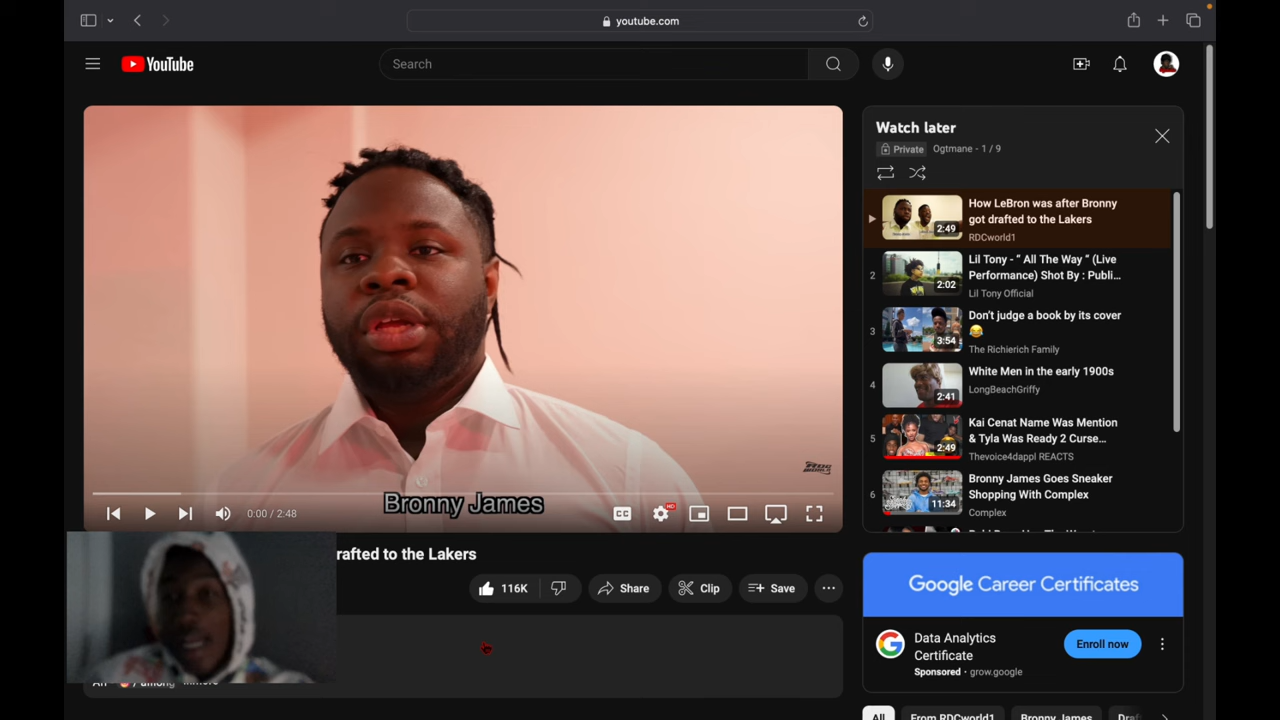 youtube.com
YouTube
Search
Bronny James
0:00 / 2:48
CC
HD
rafted to the Lakers
116K
Share
Clip
Save
Watch later
Private
Ogtmane - 1 / 9
How LeBron was after Bronny
got drafted to the Lakers
RDCworld1
2:49
2
Lil Tony - “ All The Way “ (Live
Performance) Shot By : Publi...
Lil Tony Official
2:02
3
Don't judge a book by its cover
😂
The Richierich Family
3:54
4
White Men in the early 1900s
LongBeachGriffy
2:41
5
Kai Cenat Name Was Mention
& Tyla Was Ready 2 Curse...
Thevoice4dappl REACTS
2:49
6
Bronny James Goes Sneaker
Shopping With Complex
Complex
11:34
Google Career Certificates
Data Analytics
Certificate
Sponsored · grow.google
Enroll now
All
From RDCworld1
Bronny James